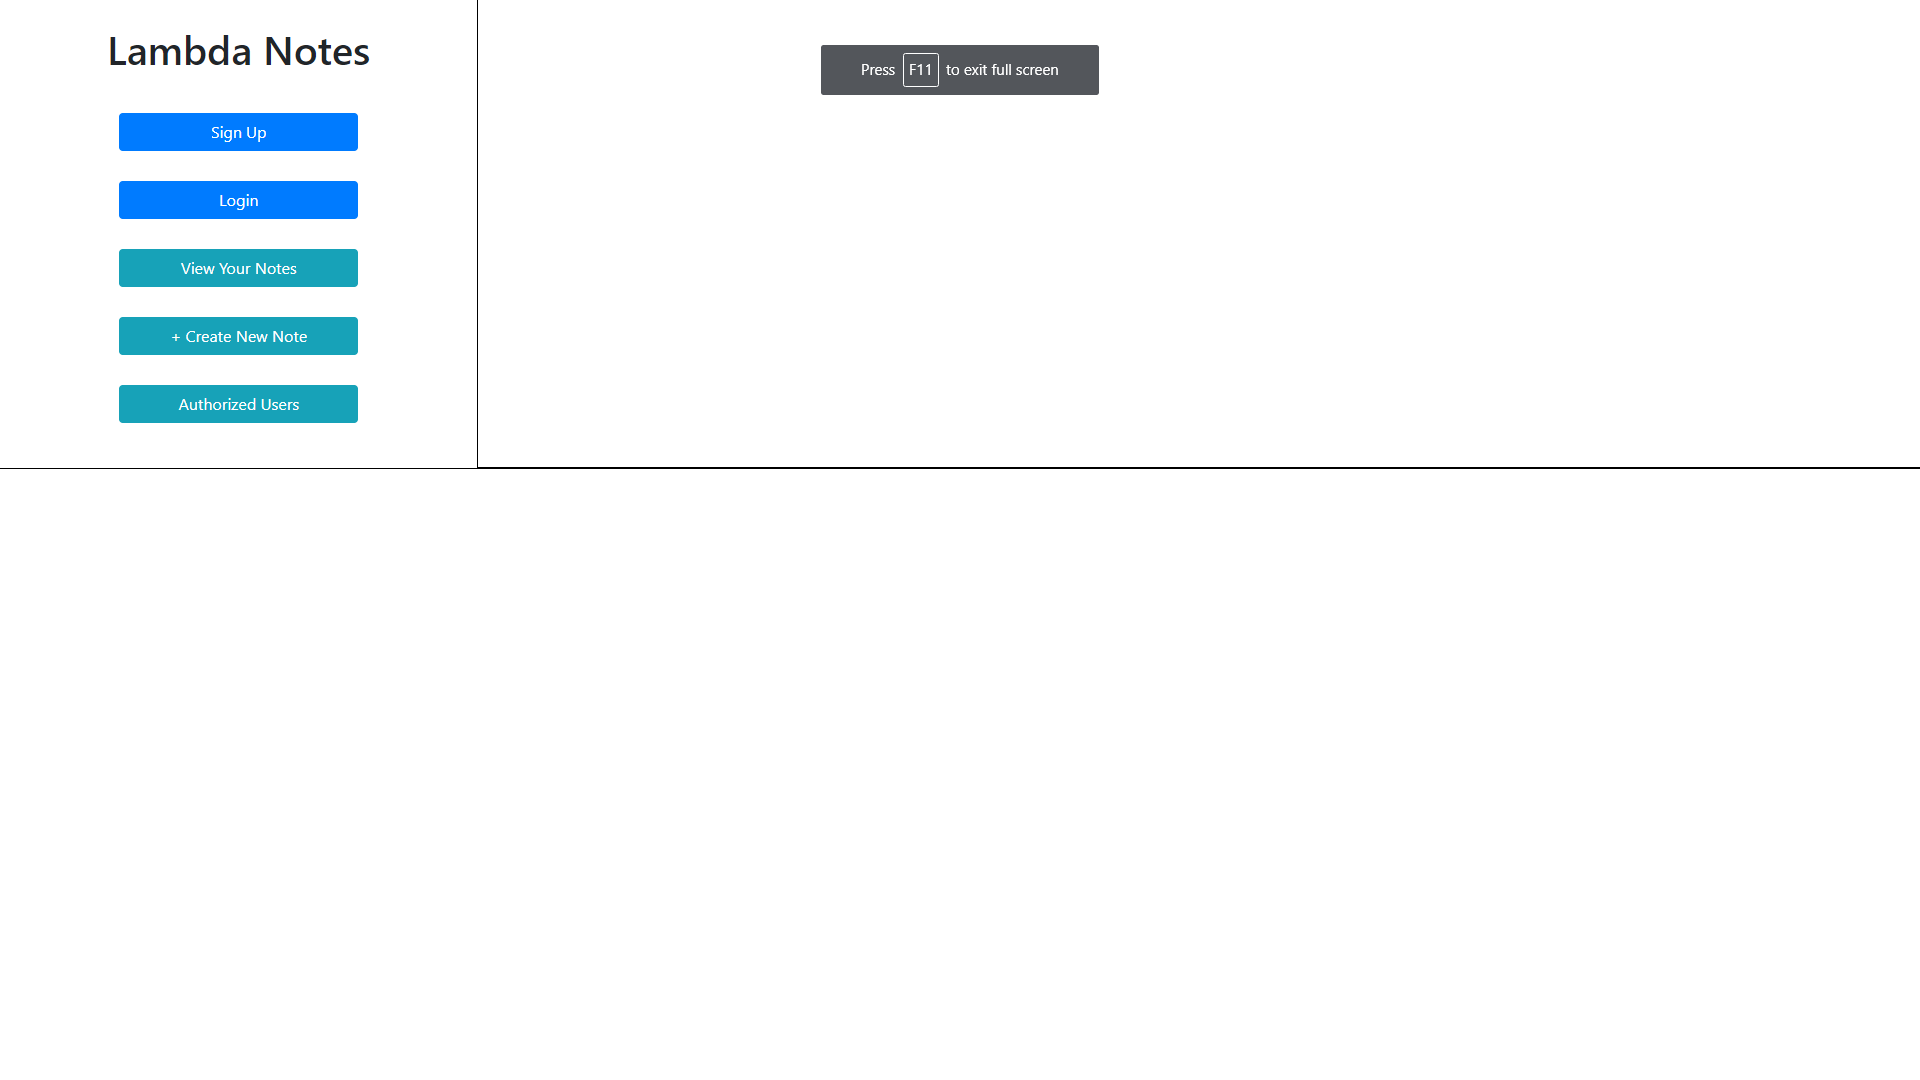 Lambda Notes
Press F11 to exit full screen
Sign Up
Login
View Your Notes
+ Create New Note
Authorized Users